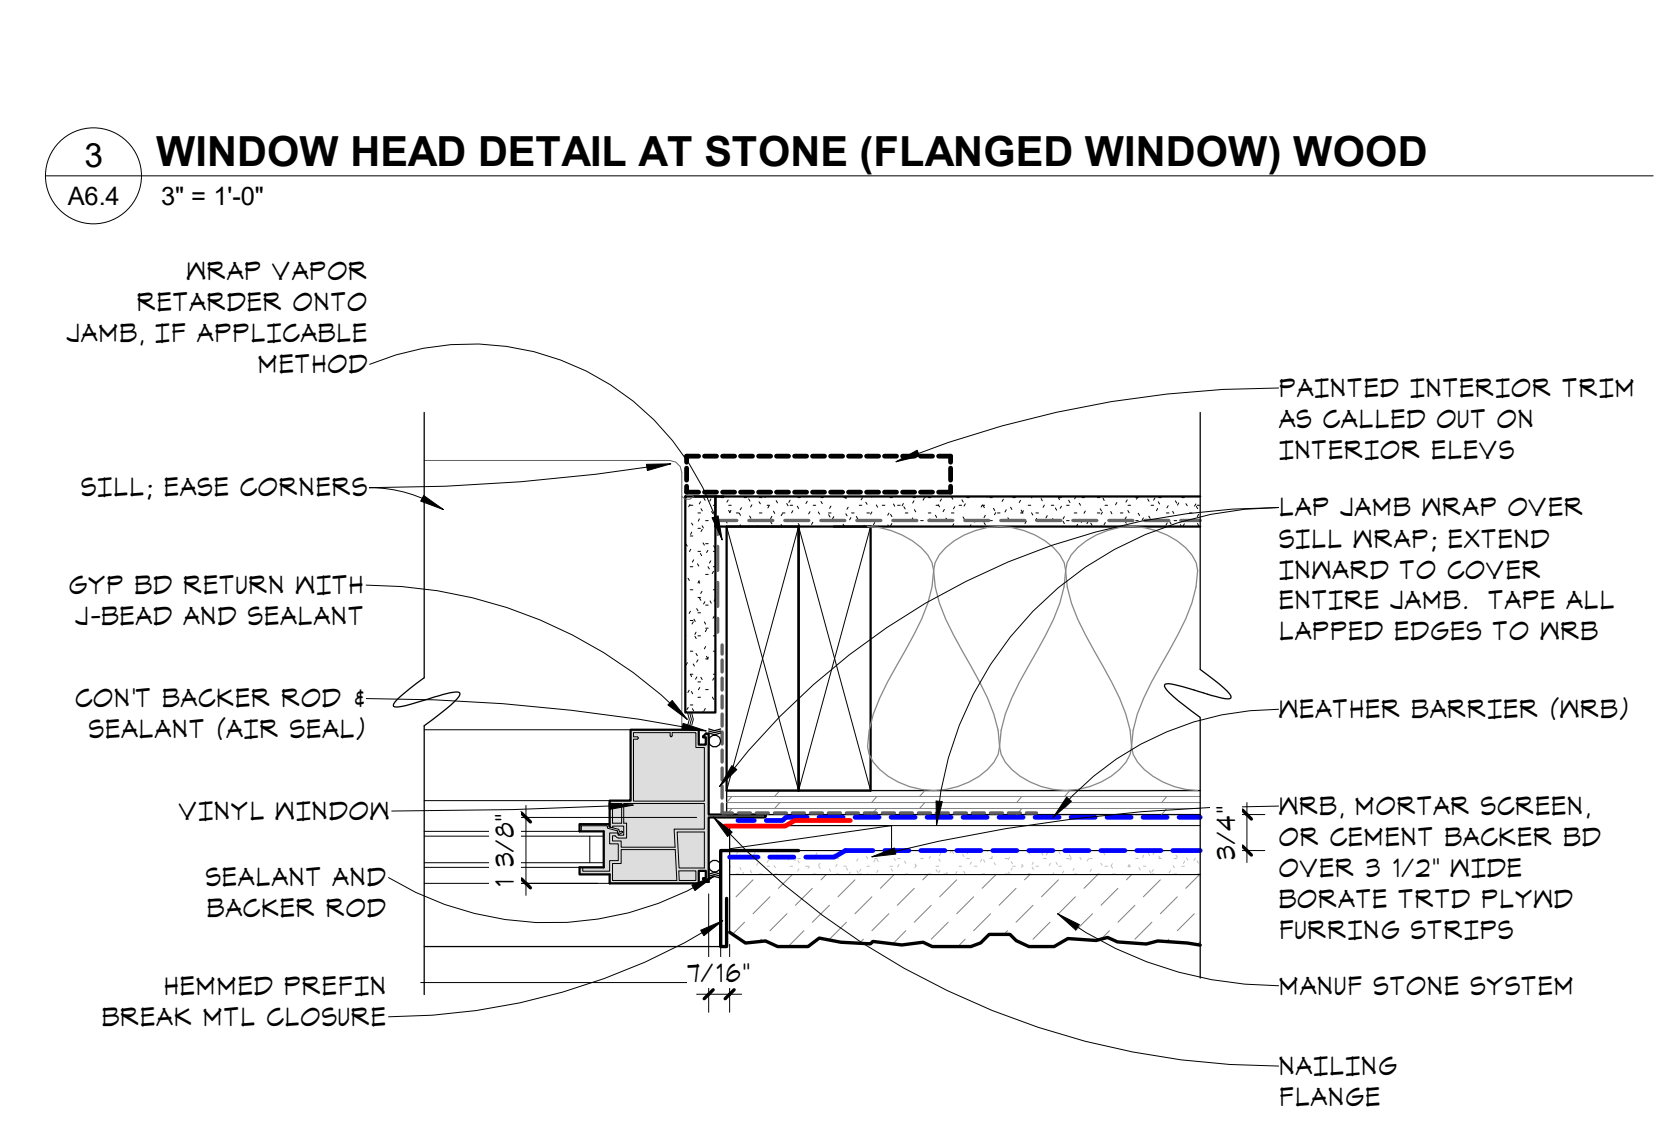 3
WINDOW HEAD DETAIL AT STONE (FLANGED WINDOW) WOOD
A6.4
3" = 1'-0"
WRAP VAPOR
RETARDER ONTO
JAMB, IF APPLICABLE
METHOD
SILL; EASE CORNERS
GYP BD RETURN WITH
J-BEAD AND SEALANT
CON'T BACKER ROD &
SEALANT (AIR SEAL)
VINYL WINDOW
1 3/8"
SEALANT AND
BACKER ROD
HEMMED PREFIN
BREAK MTL CLOSURE
7/16"
PAINTED INTERIOR TRIM
AS CALLED OUT ON
INTERIOR ELEVS
LAP JAMB WRAP OVER
SILL WRAP; EXTEND
INWARD TO COVER
ENTIRE JAMB. TAPE ALL
LAPPED EDGES TO WRB
WEATHER BARRIER (WRB)
3/4"
WRB, MORTAR SCREEN,
OR CEMENT BACKER BD
OVER 3 1/2" WIDE
BORATE TRTD PLYWD
FURRING STRIPS
MANUF STONE SYSTEM
NAILING
FLANGE